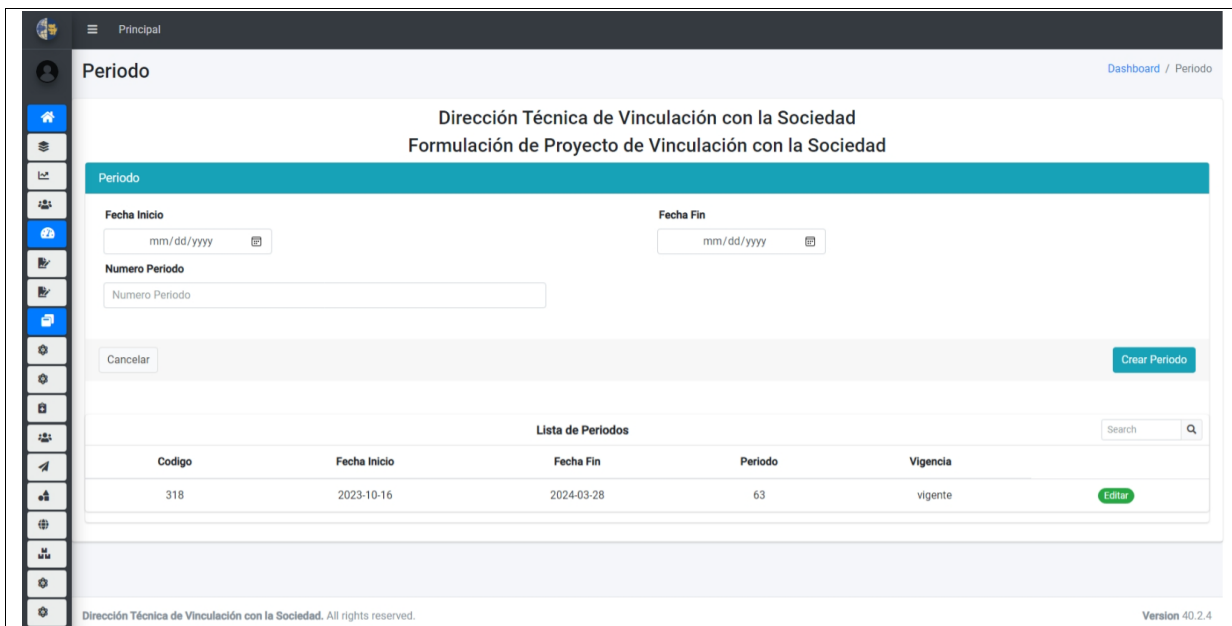 Principal
Periodo
Dashboard / Periodo
Dirección Técnica de Vinculación con la Sociedad
Formulación de Proyecto de Vinculación con la Sociedad
Periodo
Fecha Inicio Fecha Fin
mm/dd/yyyy mm/dd/yyyy
Numero Periodo
Numero Periodo
Cancelar Crear Periodo
Lista de Periodos Search
Codigo Fecha Inicio Fecha Fin Periodo Vigencia
318 2023-10-16 2024-03-28 63 vigente Editar
Dirección Técnica de Vinculación con la Sociedad. All rights reserved. Version 40.2.4